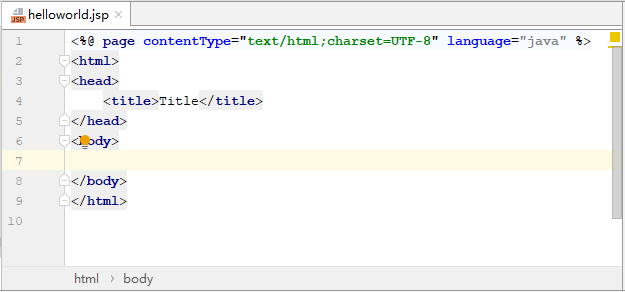 JSP helloworld.jsp ×
1 <%@ page contentType="text/html;charset=UTF-8" language="java" %>
2 <html>
3 <head>
4     <title>Title</title>
5 </head>
6 <body>
7
8 </body>
9 </html>
10
html › body